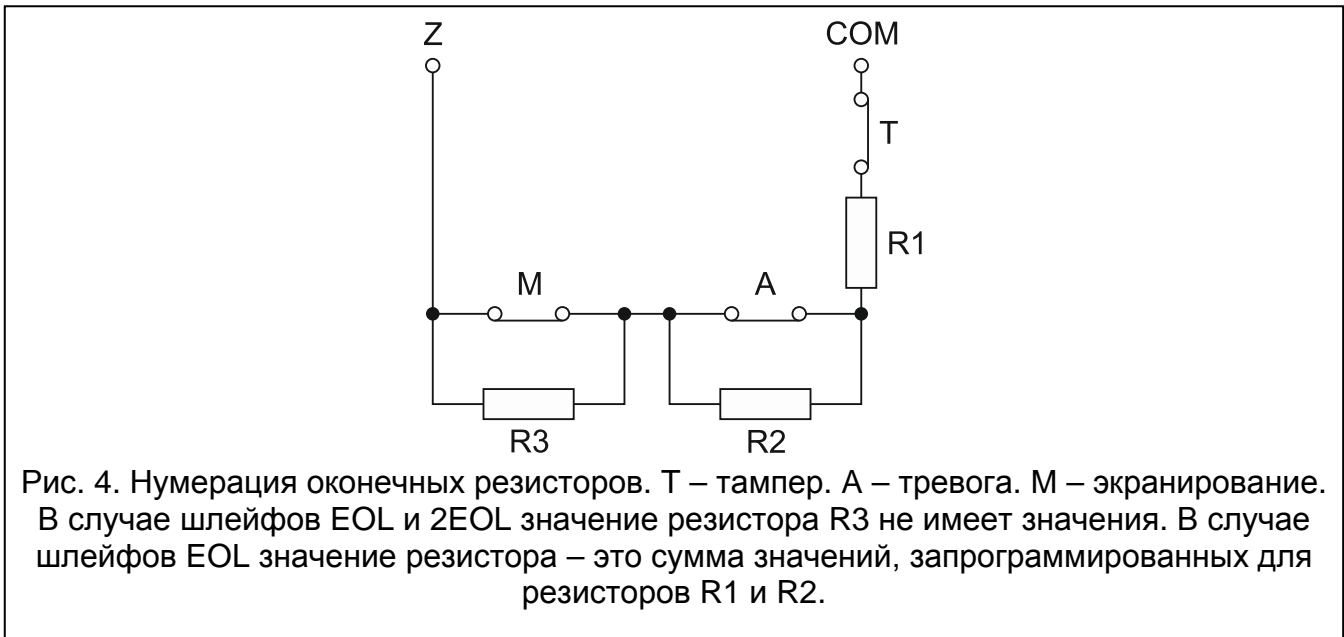 Z
COM
T
R1
M
A
R3
R2
Рис. 4. Нумерация оконечных резисторов. Т – тампер. А – тревога. М – экранирование.
В случае шлейфов EOL и 2EOL значение резистора R3 не имеет значения. В случае
шлейфов EOL значение резистора – это сумма значений, запрограммированных для
резисторов R1 и R2.